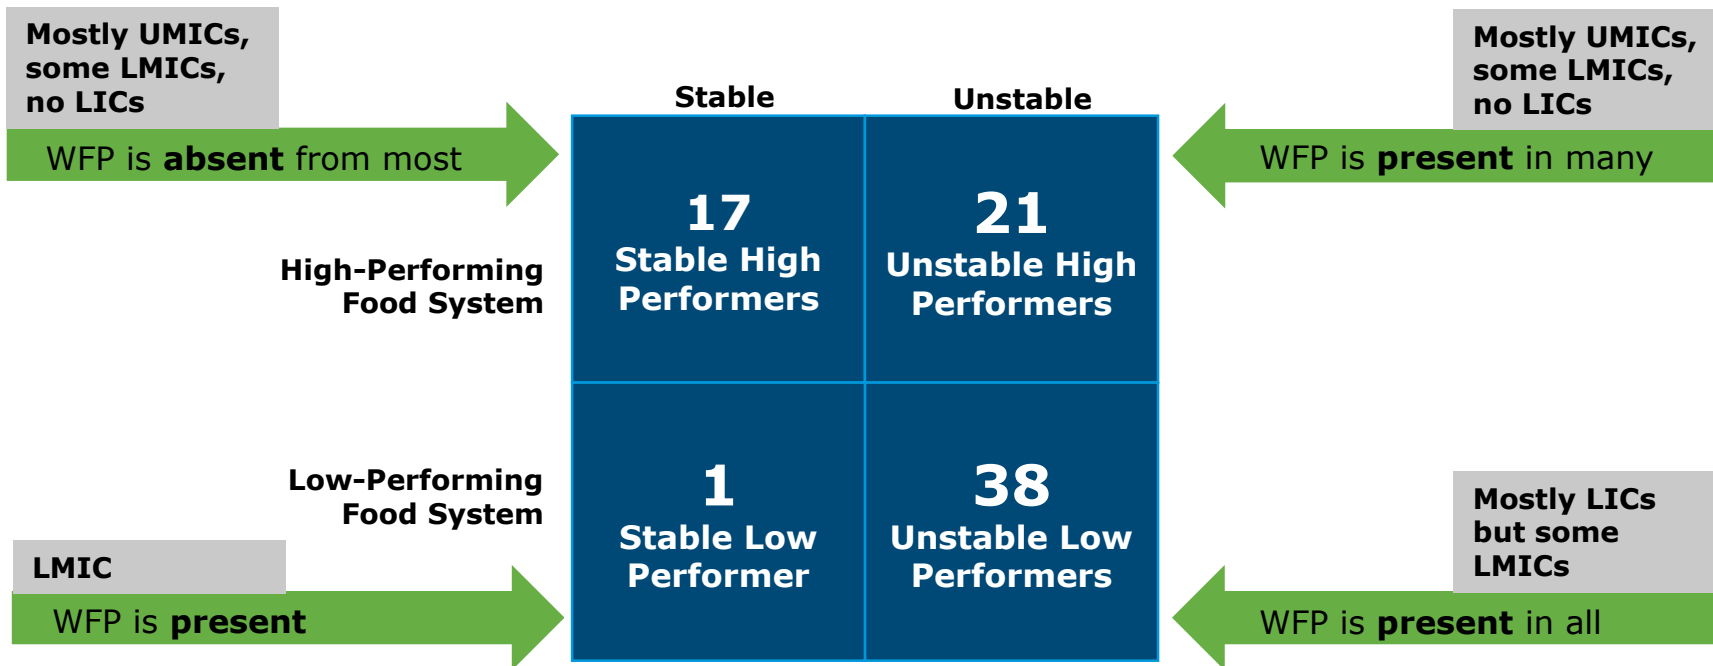 Mostly UMICs,
some LMICs,
no LICs
WFP is absent from most
Stable
Unstable
Mostly UMICs,
some LMICs,
no LICs
WFP is present in many
High-Performing
Food System
17
Stable High
Performers
21
Unstable High
Performers
Low-Performing
Food System
1
Stable Low
Performer
38
Unstable Low
Performers
LMIC
WFP is present
Mostly LICs
but some
LMICs
WFP is present in all